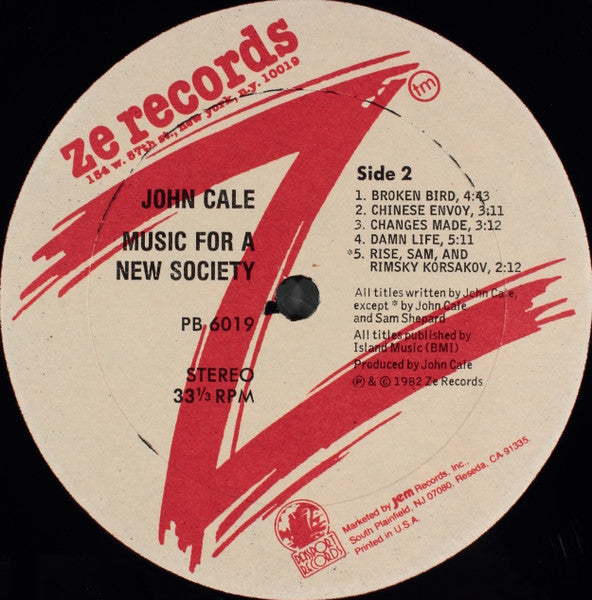 ze records
154 w. 57th st., new york, n.y. 10019
tm
JOHN CALE
MUSIC FOR A
NEW SOCIETY
PB 6019
STEREO
33⅓ RPM
Side 2
1. BROKEN BIRD, 4:43
2. CHINESE ENVOY, 3:11
3. CHANGES MADE, 3:12
4. DAMN LIFE, 5:11
*5. RISE, SAM, AND
RIMSKY KORSAKOV, 2:12
All titles written by John Cale,
except * by John Cale
and Sam Shepard
All titles published by
Island Music (BMI)
Produced by John Cale
℗ & © 1982 Ze Records
PASSPORT
RECORDS
Marketed by jem Records, Inc.,
South Plainfield, NJ 07080. Reseda, CA 91335.
Printed in U.S.A.